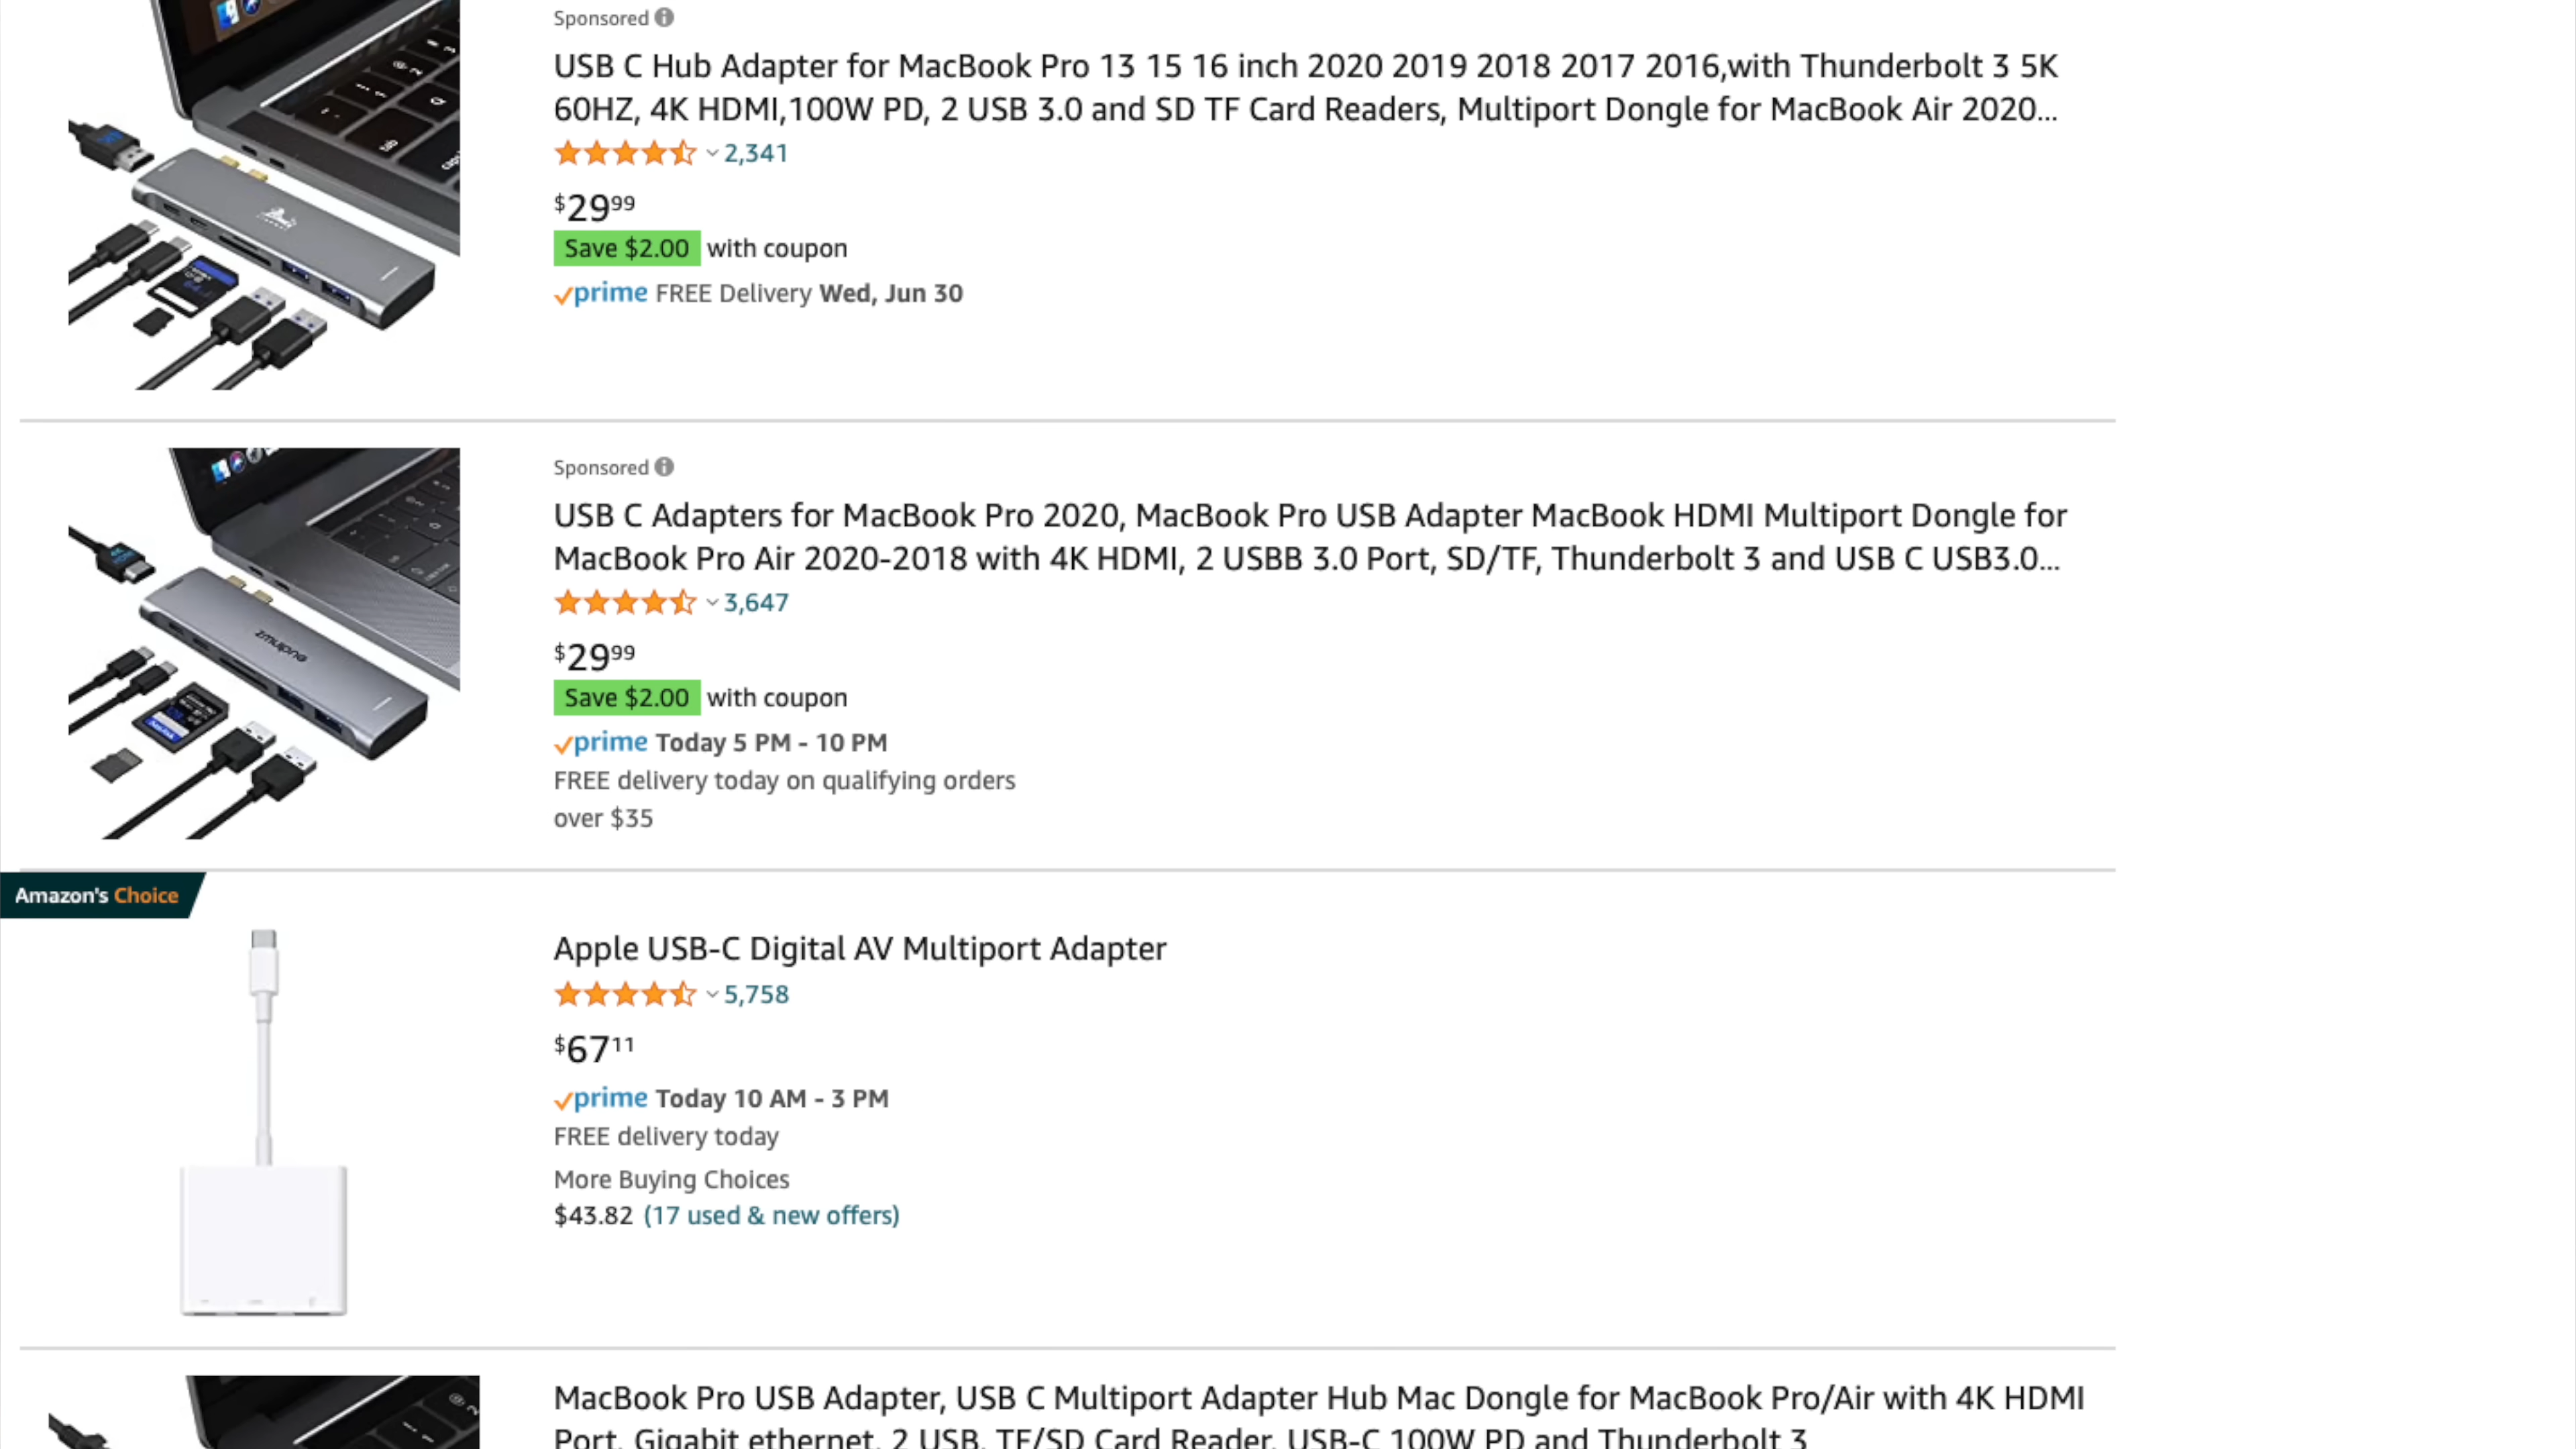 Sponsored
USB C Hub Adapter for MacBook Pro 13 15 16 inch 2020 2019 2018 2017 2016,with Thunderbolt 3 5K
60HZ, 4K HDMI,100W PD, 2 USB 3.0 and SD TF Card Readers, Multiport Dongle for MacBook Air 2020...
2,341
$29 99
Save $2.00 with coupon
prime FREE Delivery Wed, Jun 30
Sponsored
USB C Adapters for MacBook Pro 2020, MacBook Pro USB Adapter MacBook HDMI Multiport Dongle for
MacBook Pro Air 2020-2018 with 4K HDMI, 2 USBB 3.0 Port, SD/TF, Thunderbolt 3 and USB C USB3.0...
3,647
$29 99
Save $2.00 with coupon
prime Today 5 PM - 10 PM
FREE delivery today on qualifying orders
over $35
zmuipne
Amazon's Choice
Apple USB-C Digital AV Multiport Adapter
5,758
$67 11
prime Today 10 AM - 3 PM
FREE delivery today
More Buying Choices
$43.82 (17 used & new offers)
MacBook Pro USB Adapter, USB C Multiport Adapter Hub Mac Dongle for MacBook Pro/Air with 4K HDMI
Port, Gigabit ethernet, 2 USB, TF/SD Card Reader, USB-C 100W PD and Thunderbolt 3